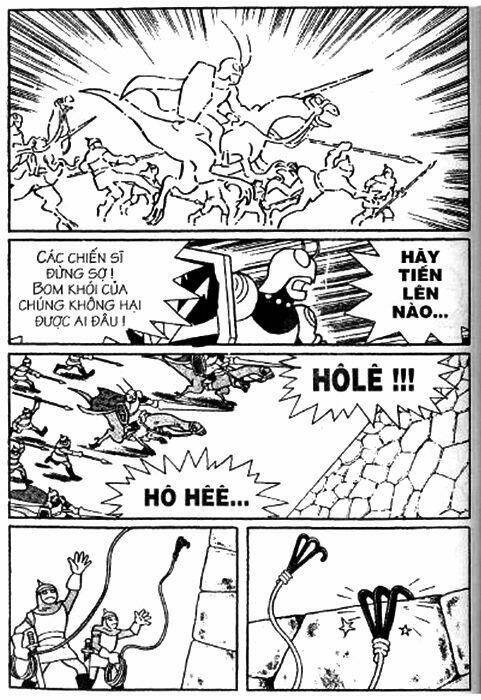 CÁC CHIẾN SĨ
ĐỪNG SỢ!
BOM KHÓI CỦA
CHÚNG KHÔNG HẠI
ĐƯỢC AI ĐÂU!
HÃY
TIẾN
LÊN
NÀO...
HÔLÊ !!!
HÔ HÊÊ...